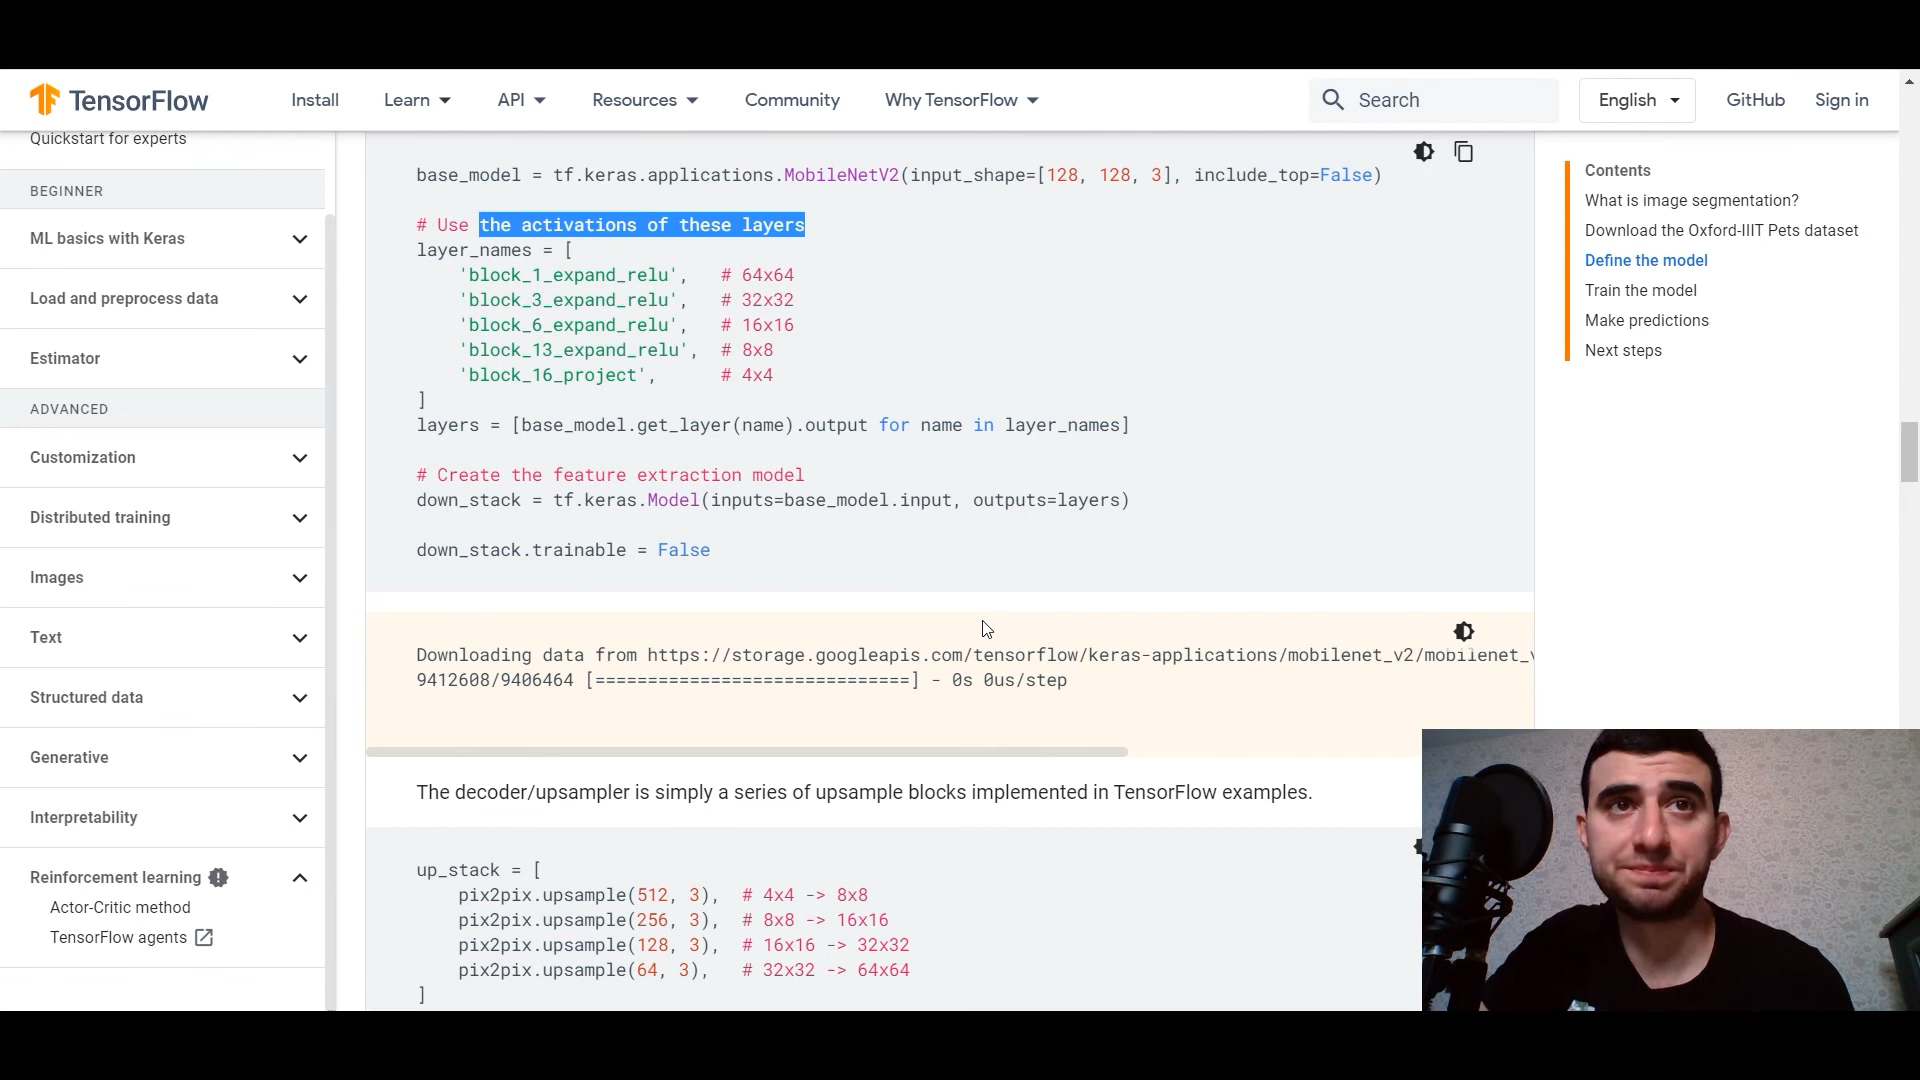 TensorFlow
Install
Learn
API
Resources
Community
Why TensorFlow
Search
English
GitHub
Sign in
Quickstart for experts
BEGINNER
ML basics with Keras
Load and preprocess data
Estimator
ADVANCED
Customization
Distributed training
Images
Text
Structured data
Generative
Interpretability
Reinforcement learning
Actor-Critic method
TensorFlow agents
base_model = tf.keras.applications.MobileNetV2(input_shape=[128, 128, 3], include_top=False)
# Use the activations of these layers
layer_names = [
'block_1_expand_relu',   # 64x64
'block_3_expand_relu',   # 32x32
'block_6_expand_relu',   # 16x16
'block_13_expand_relu',  # 8x8
'block_16_project',      # 4x4
]
layers = [base_model.get_layer(name).output for name in layer_names]
# Create the feature extraction model
down_stack = tf.keras.Model(inputs=base_model.input, outputs=layers)
down_stack.trainable = False
Downloading data from https://storage.googleapis.com/tensorflow/keras-applications/mobilenet_v2/mobilenet_v
9412608/9406464 [==============================] - 0s 0us/step
The decoder/upsampler is simply a series of upsample blocks implemented in TensorFlow examples.
up_stack = [
pix2pix.upsample(512, 3),  # 4x4 -> 8x8
pix2pix.upsample(256, 3),  # 8x8 -> 16x16
pix2pix.upsample(128, 3),  # 16x16 -> 32x32
pix2pix.upsample(64, 3),   # 32x32 -> 64x64
]
Contents
What is image segmentation?
Download the Oxford-IIIT Pets dataset
Define the model
Train the model
Make predictions
Next steps